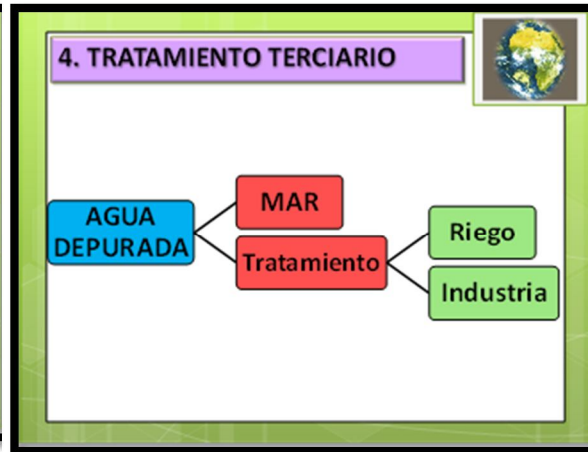 4. TRATAMIENTO TERCIARIO
AGUA
DEPURADA
MAR
Tratamiento
Riego
Industria